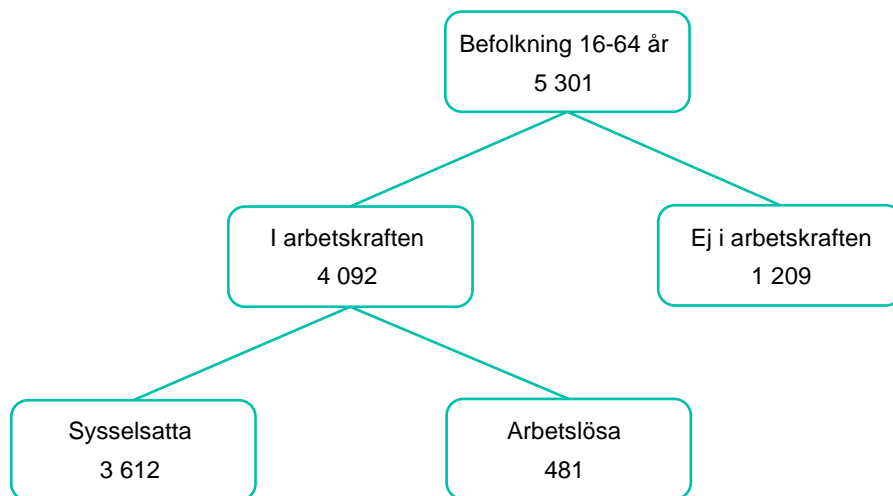 Befolkning 16-64 år
5 301
I arbetskraften
4 092
Ej i arbetskraften
1 209
Sysselsatta
3 612
Arbetslösa
481